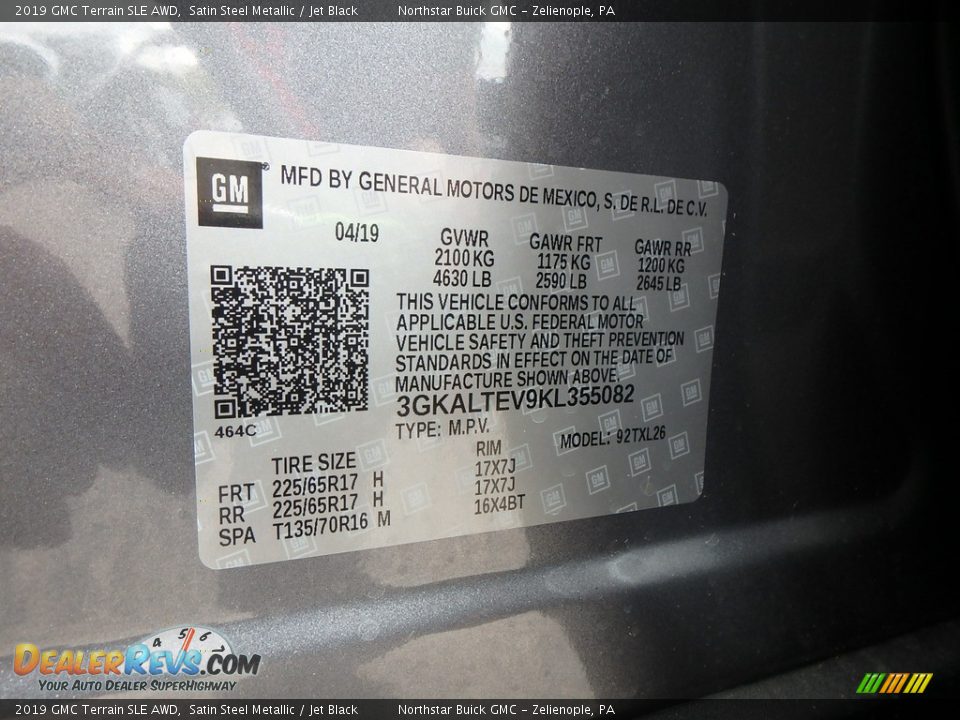 2019 GMC Terrain SLE AWD, Satin Steel Metallic / Jet Black Northstar Buick GMC - Zelienople, PA
GM
MFD BY GENERAL MOTORS DE MEXICO, S. DE R.L. DE C.V.
04/19
GVWR GAWR FRT GAWR RR
2100 KG 1175 KG 1200 KG
4630 LB 2590 LB 2645 LB
THIS VEHICLE CONFORMS TO ALL
APPLICABLE U.S. FEDERAL MOTOR
VEHICLE SAFETY AND THEFT PREVENTION
STANDARDS IN EFFECT ON THE DATE OF
MANUFACTURE SHOWN ABOVE.
3GKALTEV9KL355082
464C
TYPE: M.P.V. MODEL: 92TXL26
TIRE SIZE RIM
FRT 225/65R17 H 17X7J
RR 225/65R17 H 17X7J
SPA T135/70R16 M 16X4BT
4 5 6
DEALERREVS.COM
YOUR AUTO DEALER SUPERHIGHWAY
2019 GMC Terrain SLE AWD, Satin Steel Metallic / Jet Black Northstar Buick GMC - Zelienople, PA